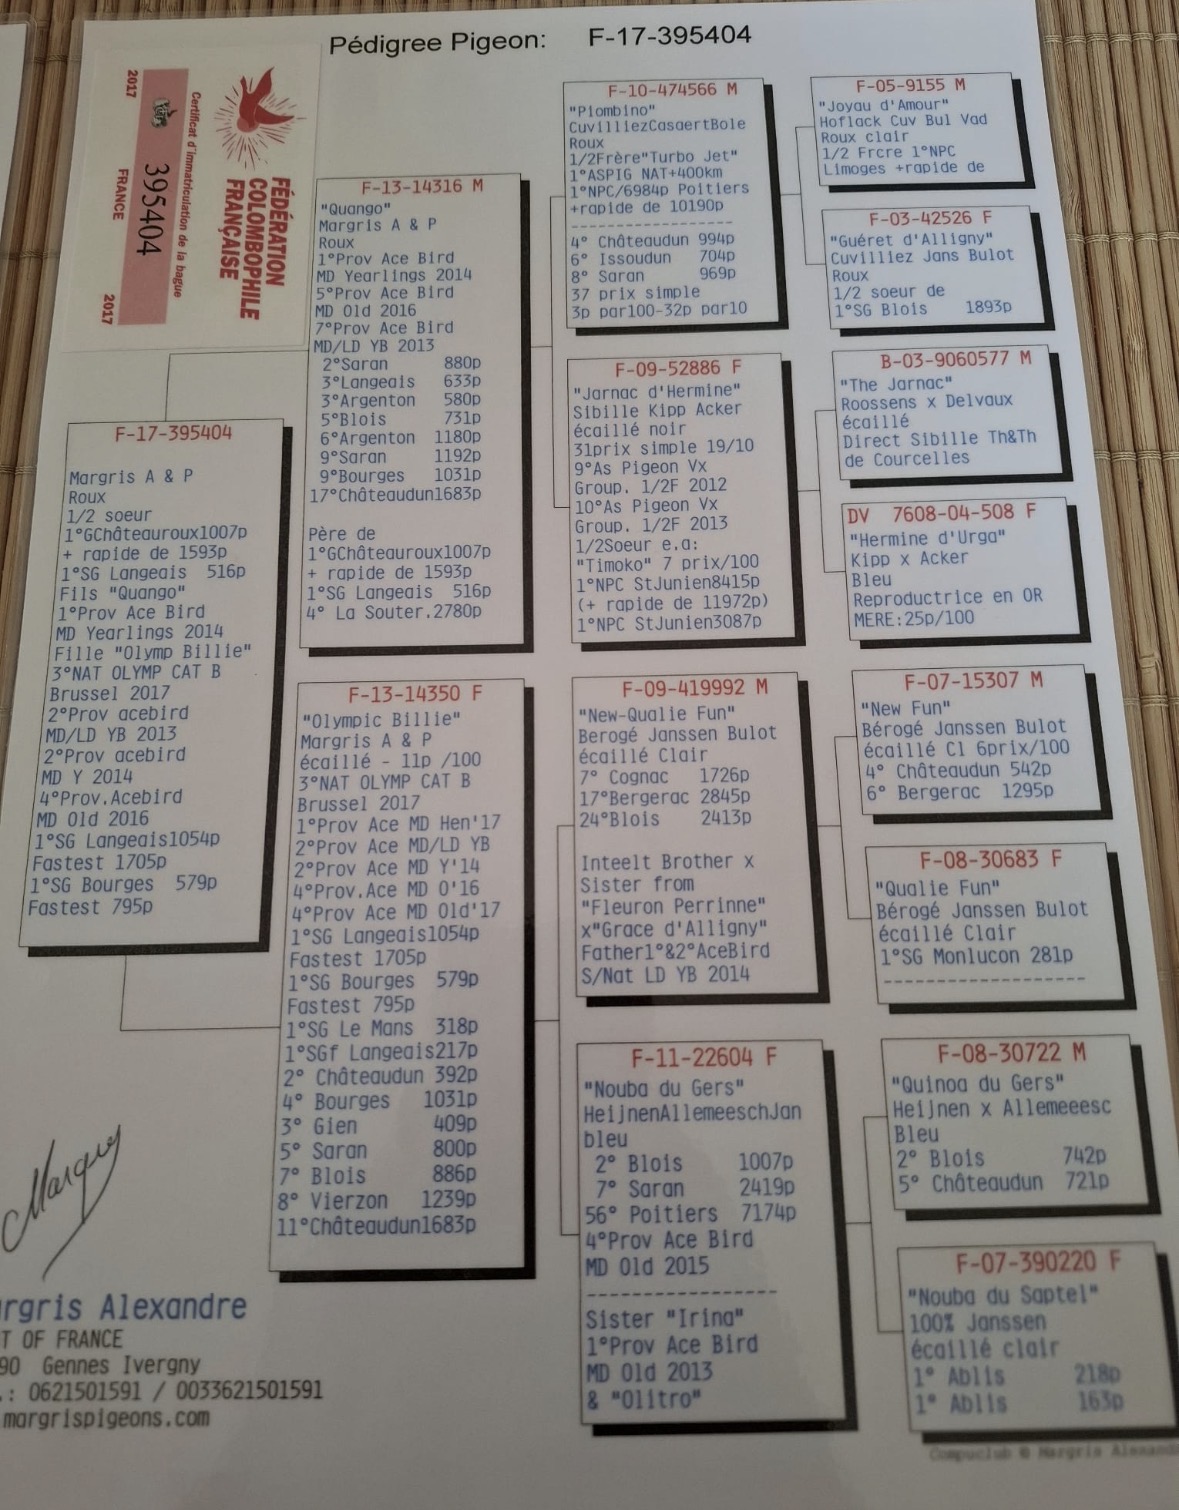 Pédigree Pigeon: F-17-395404
2017
FRANCE
2017
395404
Certificat d'immatriculation de la bague
FÉDÉRATION
COLOMBOPHILE
FRANÇAISE
F-17-395404
Margris A & P
Roux
1/2 soeur
1°GChâteauroux1007p
+ rapide de 1593p
1°SG Langeais 516p
Fils "Quango"
1°Prov Ace Bird
MD Yearlings 2014
Fille "Olymp Billie"
3°NAT OLYMP CAT B
Brussel 2017
2°Prov acebird
MD/LD YB 2013
2°Prov acebird
MD Y 2014
4°Prov.Acebird
MD Old 2016
1°SG Langeais1054p
Fastest 1705p
1°SG Bourges 579p
Fastest 795p
F-13-14316 M
"Quango"
Margris A & P
Roux
1°Prov Ace Bird
MD Yearlings 2014
5°Prov Ace Bird
MD Old 2016
7°Prov Ace Bird
MD/LD YB 2013
2°Saran 880p
3°Langeais 633p
3°Argenton 580p
5°Blois 731p
6°Argenton 1180p
9°Saran 1192p
9°Bourges 1031p
17°Châteaudun1683p
Père de
1°GChâteauroux1007p
+ rapide de 1593p
1°SG Langeais 516p
4° La Souter.2780p
F-13-14350 F
"Olympic Billie"
Margris A & P
écaillé - 11p /100
3°NAT OLYMP CAT B
Brussel 2017
1°Prov Ace MD Hen'17
2°Prov Ace MD/LD YB
2°Prov Ace MD Y'14
4°Prov.Ace MD O'16
4°Prov Ace MD Old'17
1°SG Langeais1054p
Fastest 1705p
1°SG Bourges 579p
Fastest 795p
1°SG Le Mans 318p
1°SGf Langeais217p
2° Châteaudun 392p
4° Bourges 1031p
3° Gien 409p
5° Saran 800p
7° Blois 886p
8° Vierzon 1239p
11°Châteaudun1683p
F-10-474566 M
"Piombino"
CuvilliezCasaertBole
Roux
1/2Frère"Turbo Jet"
1°ASPIG NAT+400km
1°NPC/6984p Poitiers
+rapide de 10190p
4° Châteaudun 994p
6° Issoudun 704p
8° Saran 969p
37 prix simple
3p par100-32p par10
F-09-52886 F
"Jarnac d'Hermine"
Sibille Kipp Acker
écaillé noir
31prix simple 19/10
9°As Pigeon Vx
Group. 1/2F 2012
10°As Pigeon Vx
Group. 1/2F 2013
1/2Soeur e.a:
"Timoko" 7 prix/100
1°NPC StJunien8415p
(+ rapide de 11972p)
1°NPC StJunien3087p
F-09-419992 M
"New-Qualie Fun"
Bérogé Janssen Bulot
écaillé Clair
7° Cognac 1726p
17°Bergerac 2845p
24°Blois 2413p
Inteelt Brother x
Sister from
"Fleuron Perrinne"
x"Grace d'Alligny"
Father1°&2°AceBird
S/Nat LD YB 2014
F-11-22604 F
"Nouba du Gers"
HeijnenAllemeeschJan
bleu
2° Blois 1007p
7° Saran 2419p
56° Poitiers 7174p
4°Prov Ace Bird
MD Old 2015
Sister "Irina"
1°Prov Ace Bird
MD Old 2013
& "Olitro"
F-05-9155 M
"Joyau d'Amour"
Hoflack Cuv Bul Vad
Roux clair
1/2 Frcre 1°NPC
Limoges +rapide de
F-03-42526 F
"Guéret d'Alligny"
Cuvilliez Jans Bulot
Roux
1/2 soeur de
1°SG Blois 1893p
B-03-9060577 M
"The Jarnac"
Roossens x Delvaux
écaillé
Direct Sibille Th&Th
de Courcelles
DV 7608-04-508 F
"Hermine d'Urga"
Kipp x Acker
Bleu
Reproductrice en OR
MERE:25p/100
F-07-15307 M
"New Fun"
Bérogé Janssen Bulot
écaillé Cl 6prix/100
4° Châteaudun 542p
6° Bergerac 1295p
F-08-30683 F
"Qualie Fun"
Bérogé Janssen Bulot
écaillé Clair
1°SG Monlucon 281p
F-08-30722 M
"Quinoa du Gers"
Heijnen x Allemeeesc
Bleu
2° Blois 742p
5° Châteaudun 721p
F-07-390220 F
"Nouba du Saptel"
100% Janssen
écaillé clair
1° Ablis 218p
1° Ablis 163p
rgris Alexandre
T OF FRANCE
90 Gennes Ivergny
.: 0621501591 / 0033621501591
margrispigeons.com
Compuclub © Margris Alexand